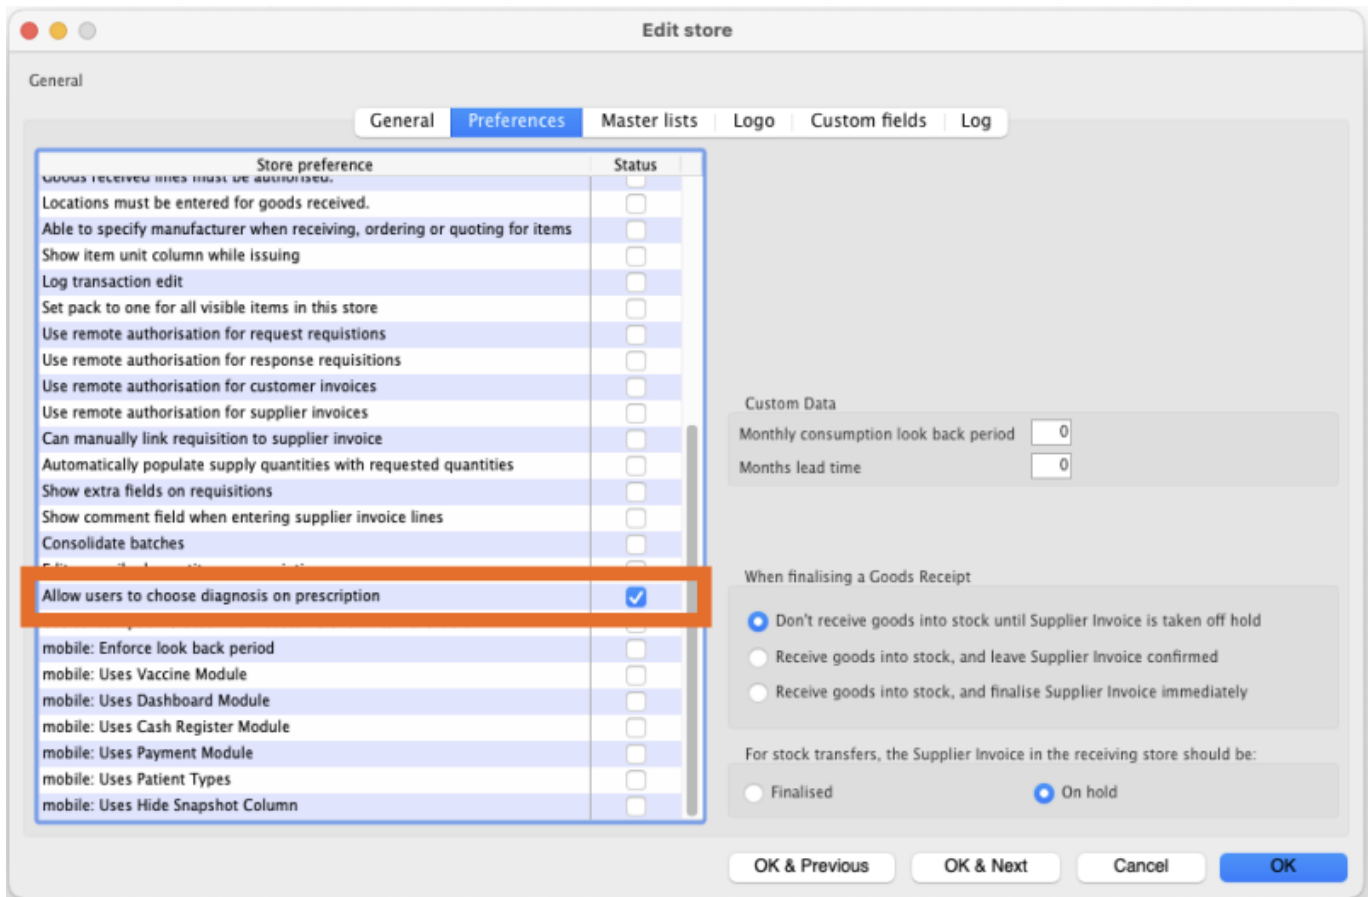 Edit store
General
General Preferences Master lists Logo Custom fields Log
Store preference Status
Goods received lines must be authorised.
Locations must be entered for goods received.
Able to specify manufacturer when receiving, ordering or quoting for items
Show item unit column while issuing
Log transaction edit
Set pack to one for all visible items in this store
Use remote authorisation for request requistions
Use remote authorisation for response requisitions
Use remote authorisation for customer invoices
Use remote authorisation for supplier invoices
Can manually link requisition to supplier invoice
Automatically populate supply quantities with requested quantities
Show extra fields on requisitions
Show comment field when entering supplier invoice lines
Consolidate batches
Allow users to choose diagnosis on prescription
mobile: Enforce look back period
mobile: Uses Vaccine Module
mobile: Uses Dashboard Module
mobile: Uses Cash Register Module
mobile: Uses Payment Module
mobile: Uses Patient Types
mobile: Uses Hide Snapshot Column
Custom Data
Monthly consumption look back period 0
Months lead time 0
When finalising a Goods Receipt
Don't receive goods into stock until Supplier Invoice is taken off hold
Receive goods into stock, and leave Supplier Invoice confirmed
Receive goods into stock, and finalise Supplier Invoice immediately
For stock transfers, the Supplier Invoice in the receiving store should be:
Finalised On hold
OK & Previous OK & Next Cancel OK